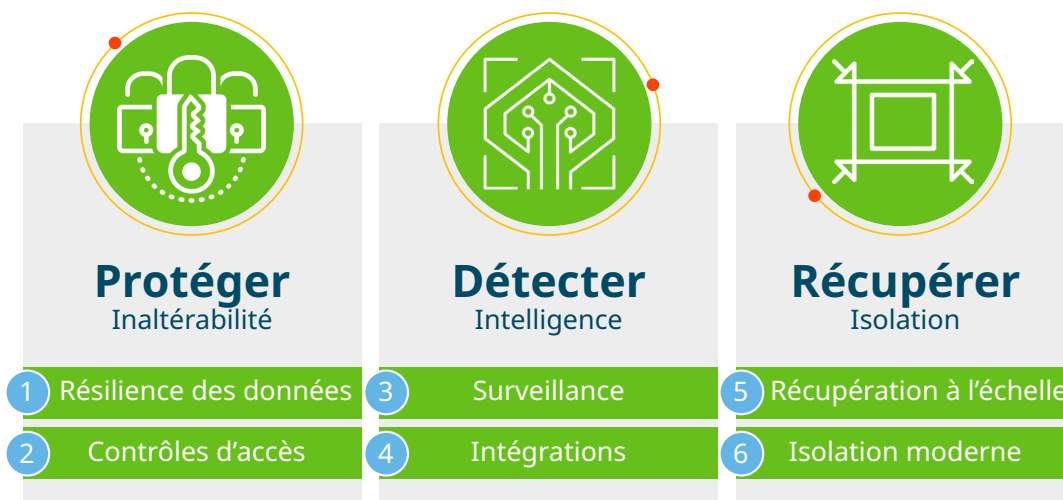 Protéger
Inaltérabilité
1 Résilience des données
2 Contrôles d’accès
Détecter
Intelligence
3 Surveillance
4 Intégrations
Récupérer
Isolation
5 Récupération à l’échelle
6 Isolation moderne